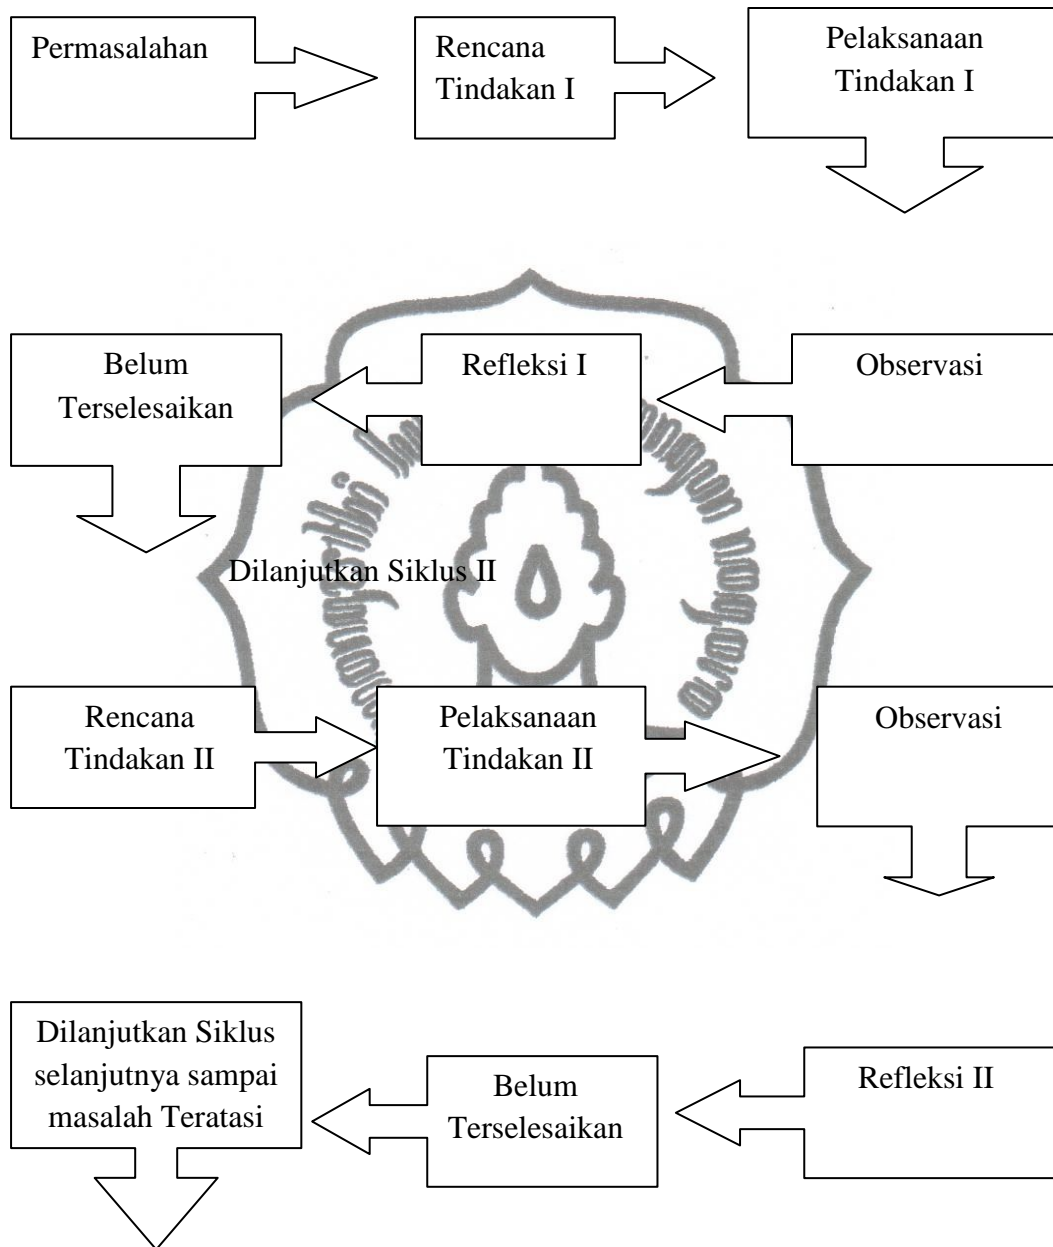 Permasalahan
Rencana
Tindakan I
Pelaksanaan
Tindakan I
Observasi
Refleksi I
Belum
Terselesaikan
Dilanjutkan Siklus II
Rencana
Tindakan II
Pelaksanaan
Tindakan II
Observasi
Refleksi II
Belum
Terselesaikan
Dilanjutkan Siklus
selanjutnya sampai
masalah Teratasi